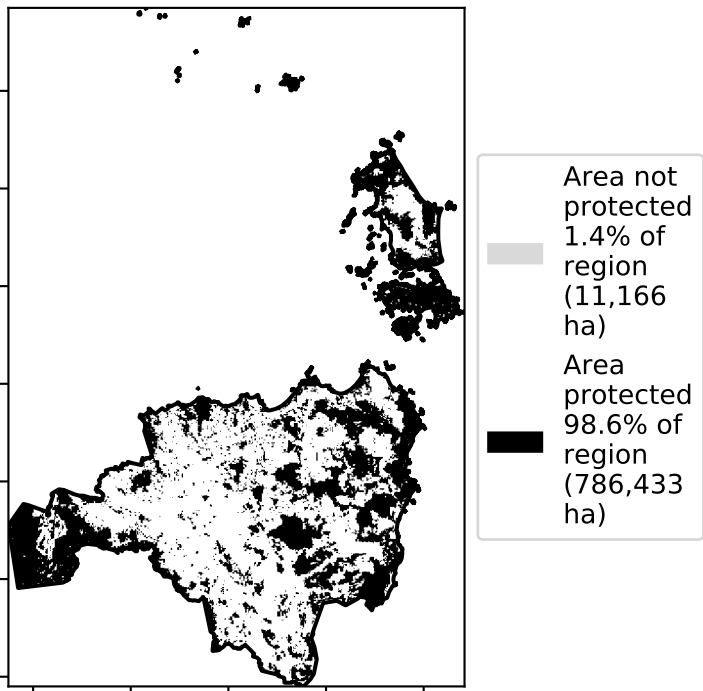 Area not
protected
1.4% of
region
(11,166
ha)
Area
protected
98.6% of
region
(786,433
ha)